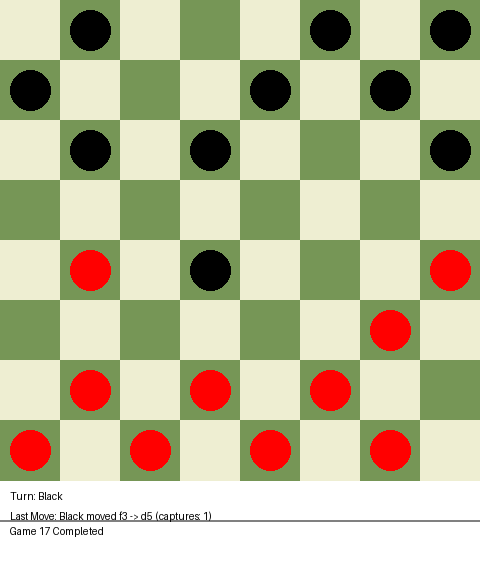 Turn: Black
Last Move: Black moved f3 -> d5 (captures: 1)
Game 17 Completed